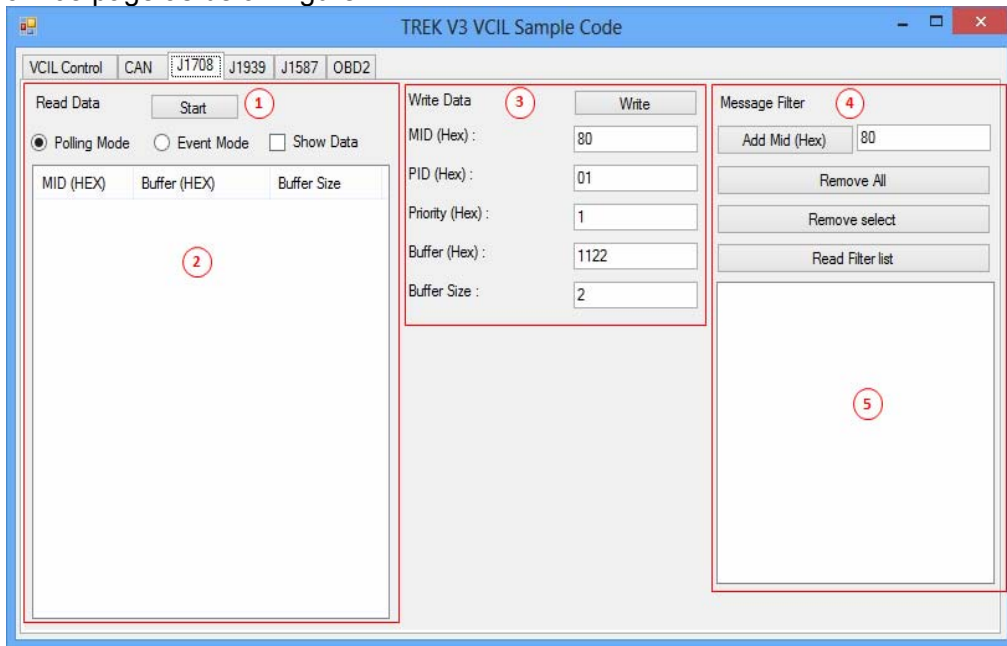 TREK V3 VCIL Sample Code
VCIL Control CAN J1708 J1939 J1587 OBD2
Read Data Start 1
Polling Mode Event Mode Show Data
MID (HEX) Buffer (HEX) Buffer Size
2
Write Data 3 Write
MID (Hex) : 80
PID (Hex) : 01
Priority (Hex) : 1
Buffer (Hex) : 1122
Buffer Size : 2
Message Filter 4
Add Mid (Hex) 80
Remove All
Remove select
Read Filter list
5